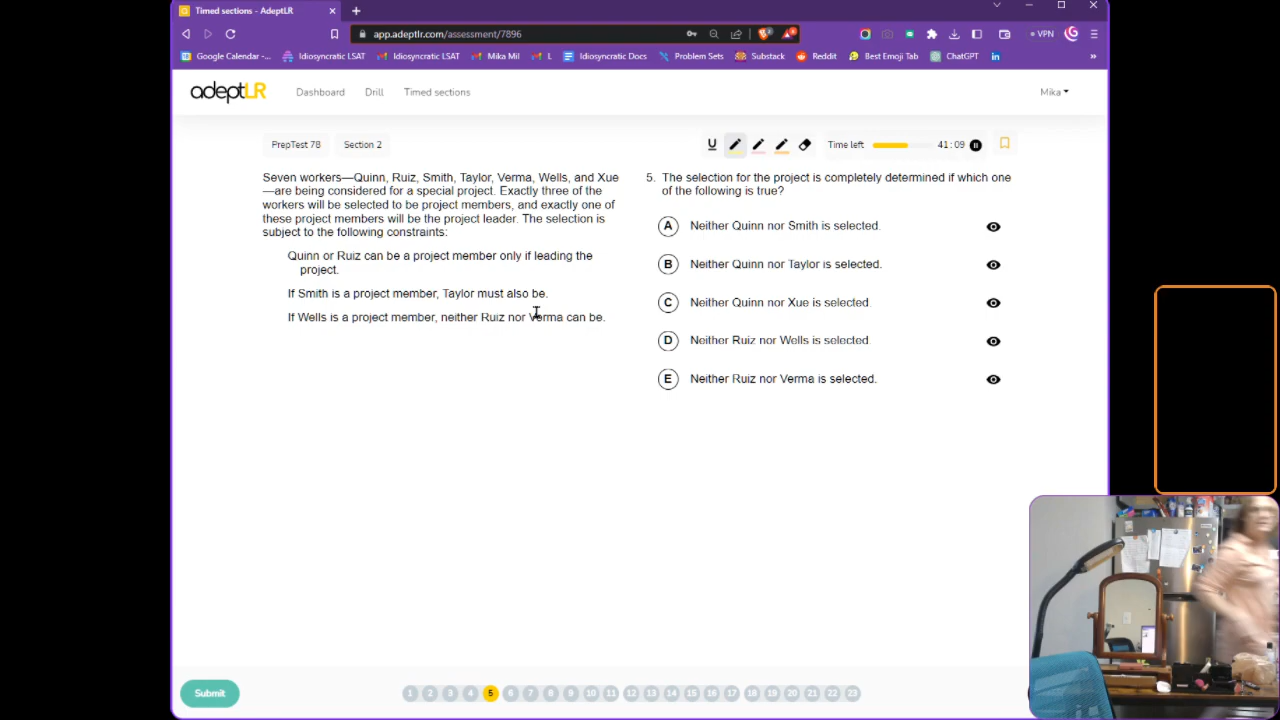 Timed sections - AdeptLR
app.adeptlr.com/assessment/7896
VPN
Google Calendar -... Idiosyncratic LSAT Idiosyncratic LSAT Mika Mil L Idiosyncratic Docs Problem Sets Substack Reddit Best Emoji Tab ChatGPT
adeptLR Dashboard Drill Timed sections Mika
PrepTest 78 Section 2 Time left 41:09
Seven workers—Quinn, Ruiz, Smith, Taylor, Verma, Wells, and Xue
—are being considered for a special project. Exactly three of the
workers will be selected to be project members, and exactly one of
these project members will be the project leader. The selection is
subject to the following constraints:
Quinn or Ruiz can be a project member only if leading the
project.
If Smith is a project member, Taylor must also be.
If Wells is a project member, neither Ruiz nor Verma can be.
5. The selection for the project is completely determined if which one
of the following is true?
A Neither Quinn nor Smith is selected.
B Neither Quinn nor Taylor is selected.
C Neither Quinn nor Xue is selected.
D Neither Ruiz nor Wells is selected.
E Neither Ruiz nor Verma is selected.
Submit 1 2 3 4 5 6 7 8 9 10 11 12 13 14 15 16 17 18 19 20 21 22 23